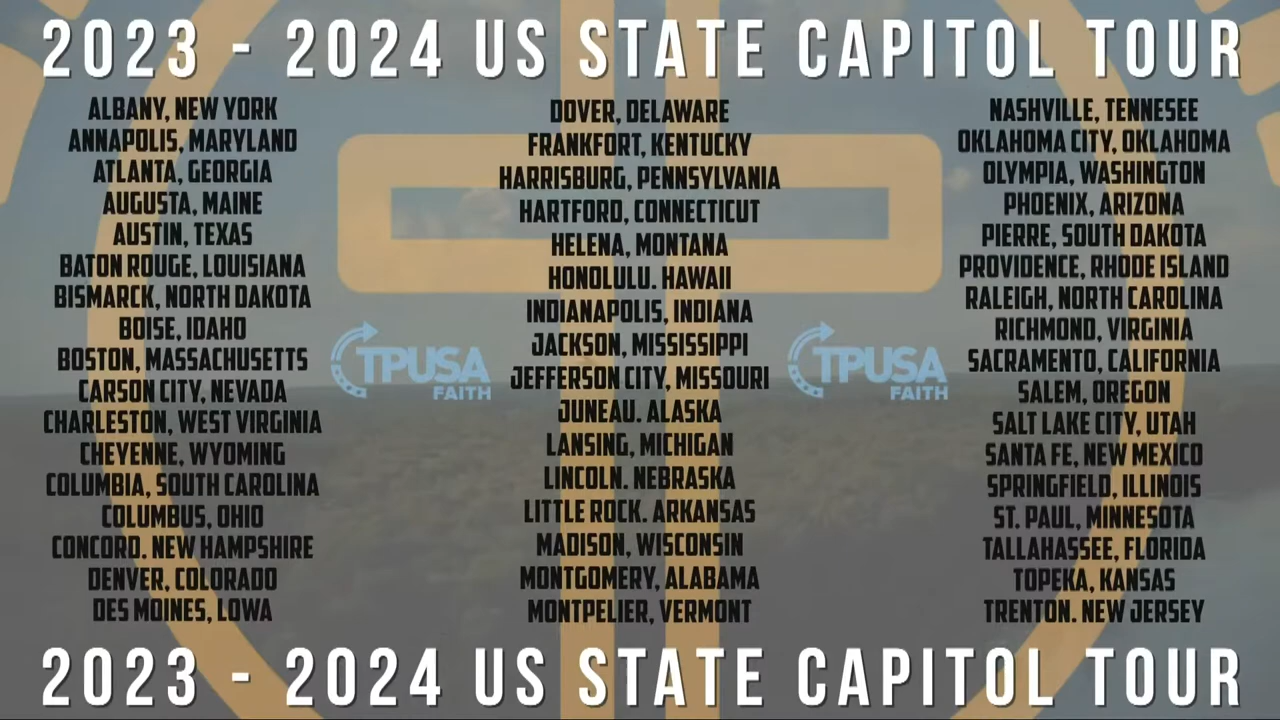 2023 - 2024 US STATE CAPITOL TOUR
ALBANY, NEW YORK
ANNAPOLIS, MARYLAND
ATLANTA, GEORGIA
AUGUSTA, MAINE
AUSTIN, TEXAS
BATON ROUGE, LOUISIANA
BISMARCK, NORTH DAKOTA
BOISE, IDAHO
BOSTON, MASSACHUSETTS
CARSON CITY, NEVADA
CHARLESTON, WEST VIRGINIA
CHEYENNE, WYOMING
COLUMBIA, SOUTH CAROLINA
COLUMBUS, OHIO
CONCORD. NEW HAMPSHIRE
DENVER, COLORADO
DES MOINES, LOWA
TPUSA
FAITH
DOVER, DELAWARE
FRANKFORT, KENTUCKY
HARRISBURG, PENNSYLVANIA
HARTFORD, CONNECTICUT
HELENA, MONTANA
HONOLULU. HAWAII
INDIANAPOLIS, INDIANA
JACKSON, MISSISSIPPI
JEFFERSON CITY, MISSOURI
JUNEAU. ALASKA
LANSING, MICHIGAN
LINCOLN. NEBRASKA
LITTLE ROCK. ARKANSAS
MADISON, WISCONSIN
MONTGOMERY, ALABAMA
MONTPELIER, VERMONT
TPUSA
FAITH
NASHVILLE, TENNESEE
OKLAHOMA CITY, OKLAHOMA
OLYMPIA, WASHINGTON
PHOENIX, ARIZONA
PIERRE, SOUTH DAKOTA
PROVIDENCE, RHODE ISLAND
RALEIGH, NORTH CAROLINA
RICHMOND, VIRGINIA
SACRAMENTO, CALIFORNIA
SALEM, OREGON
SALT LAKE CITY, UTAH
SANTA FE, NEW MEXICO
SPRINGFIELD, ILLINOIS
ST. PAUL, MINNESOTA
TALLAHASSEE, FLORIDA
TOPEKA, KANSAS
TRENTON. NEW JERSEY
2023 - 2024 US STATE CAPITOL TOUR